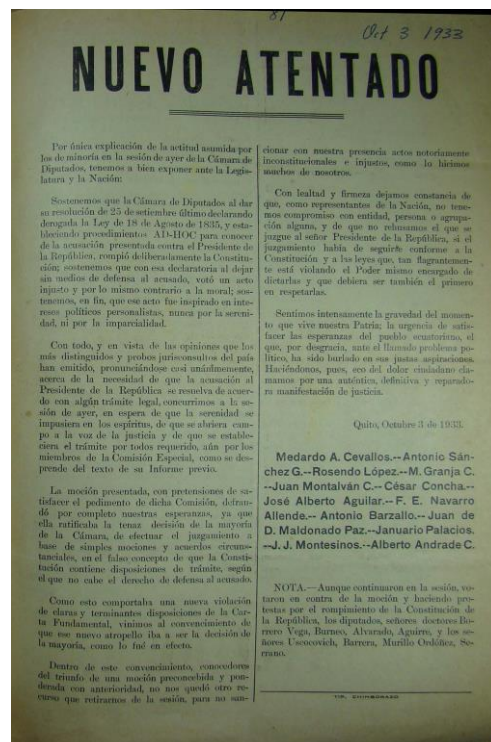 81
Oct 3 1933
NUEVO ATENTADO
Por única explicación de la actitud asumida por
los de minoría en la sesión de ayer de la Cámara de
Diputados, tenemos a bien exponer ante la Legis-
latura y la Nación:
Sostenemos que la Cámara de Diputados al dar
su resolución de 25 de setiembre último declarando
derogada la Ley de 18 de Agosto de 1835, y esta-
bleciendo procedimientos AD-HOC para conocer
de la acusación presentada contra el Presidente de
la República, rompió deliberadamente la Constitu-
ción; sostenemos que con esa declaratoria al dejar
sin medios de defensa al acusado, votó un acto
injusto y por lo mismo contrario a la moral; sos-
tenemos, en fin, que ese acto fue inspirado en inte-
reses políticos personalistas, nunca por la sereni-
dad, ni por la imparcialidad.
Con todo, y en vista de las opiniones que los
más distinguidos y probos jurisconsultos del país
han emitido, pronunciándose casi unánimemente,
acerca de la necesidad de que la acusación al
Presidente de la República se resuelva de acuer-
do con algún trámite legal, concurrimos a la se-
sión de ayer, en espera de que la serenidad se
impusiera en los espíritus, de que se abriera cam-
po a la voz de la justicia y de que se estable-
ciera el trámite por todos requerido, aún por los
miembros de la Comisión Especial, como se des-
prende del texto de su Informe previo.
La moción presentada, con pretensiones de sa-
tisfacer el pedimento de dicha Comisión, defrau-
dó por completo nuestras esperanzas, ya que
ella ratificaba la tenaz decisión de la mayoría
de la Cámara, de efectuar el juzgamiento a
base de simples mociones y acuerdos circuns-
tanciales, en el falso concepto de que la Consti-
tución contiene disposiciones de trámite, según
el que no cabe el derecho de defensa al acusado.
Como esto comportaba una nueva violación
de claras y terminantes disposiciones de la Car-
ta Fundamental, vinimos al convencimiento de
que ese nuevo atropello iba a ser la decisión de
la mayoría, como lo fué en efecto.
Dentro de este convencimiento, conocedores
del triunfo de una moción preconcebida y pon-
derada con anterioridad, no nos quedó otro re-
curso que retirarnos de la sesión, para no san-
cionar con nuestra presencia actos notoriamente
inconstitucionales e injustos, como lo hicimos
muchos de nosotros.
Con lealtad y firmeza dejamos constancia de
que, como representantes de la Nación, no tene-
mos compromiso con entidad, persona o agrupa-
ción alguna, y de que no rehusamos el que se
juzgue al señor Presidente de la República, si el
juzgamiento había de seguirse conforme a la
Constitución y a las leyes que, tan flagrantemen-
te está violando el Poder mismo encargado de
dictarlas y que debiera ser también el primero
en respetarlas.
Sentimos intensamente la gravedad del momen-
to que vive nuestra Patria; la urgencia de satis-
facer las esperanzas del pueblo ecuatoriano, el
que, por desgracia, ante el llamado problema po-
lítico, ha sido burlado en sus justas aspiraciones.
Haciéndonos, pues, eco del dolor ciudadano cla-
mamos por una auténtica, definitiva y reparado-
ra manifestación de justicia.
Quito, Octubre 3 de 1933.
Medardo A. Cevallos.--Antonio Sán-
chez G.--Rosendo López.--M. Granja C.
--Juan Montalván C.-- César Concha.--
José Alberto Aguilar.-- F. E. Navarro
Allende.-- Antonio Barzallo.--Juan de
D. Maldonado Paz.--Januario Palacios.
--J. J. Montesinos.--Alberto Andrade C.
NOTA.—Aunque continuaron en la sesión, vo-
taron en contra de la moción y haciendo pro-
testas por el rompimiento de la Constitución de
la República, los diputados, señores doctores Bo-
rrero Vega, Burneo, Alvarado, Aguirre, y los se-
ñores Uscocovich, Barrera, Murillo Ordóñez, Se-
rrano.
TIP. CHIMBORAZO